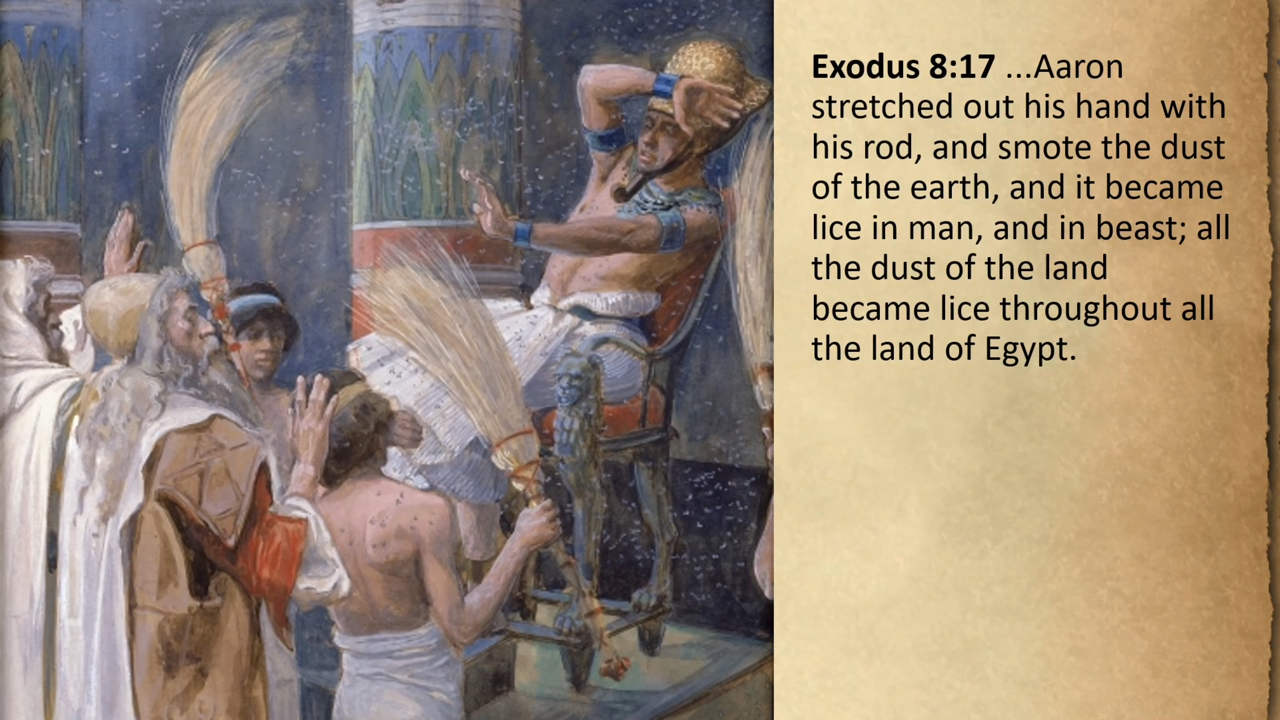 Exodus 8:17 ...Aaron
stretched out his hand with
his rod, and smote the dust
of the earth, and it became
lice in man, and in beast; all
the dust of the land
became lice throughout all
the land of Egypt.